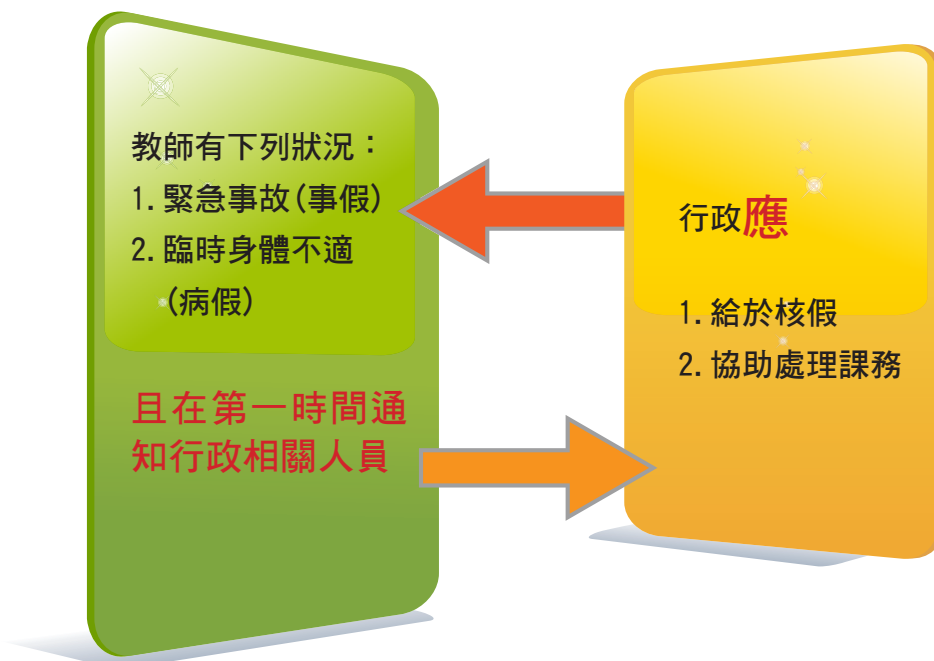 教師有下列狀況：
1. 緊急事故(事假)
2. 臨時身體不適
(病假)
且在第一時間通
知行政相關人員
行政應
1. 給於核假
2. 協助處理課務